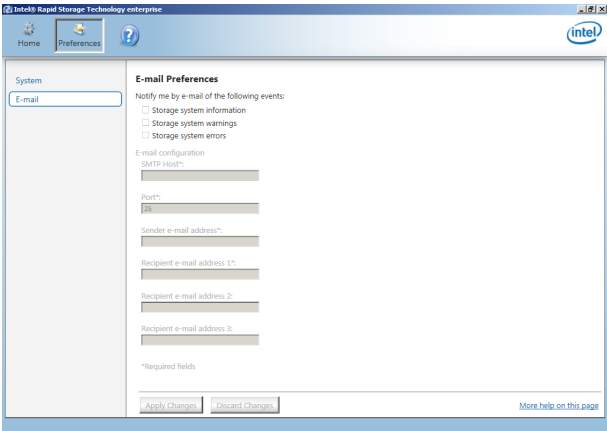 Intel® Rapid Storage Technology enterprise
Home
Preferences
?
intel
System
E-mail
E-mail Preferences
Notify me by e-mail of the following events:
Storage system information
Storage system warnings
Storage system errors
E-mail configuration
SMTP Host*:
Port*:
25
Sender e-mail address*:
Recipient e-mail address 1*:
Recipient e-mail address 2:
Recipient e-mail address 3:
*Required fields
Apply Changes
Discard Changes
More help on this page